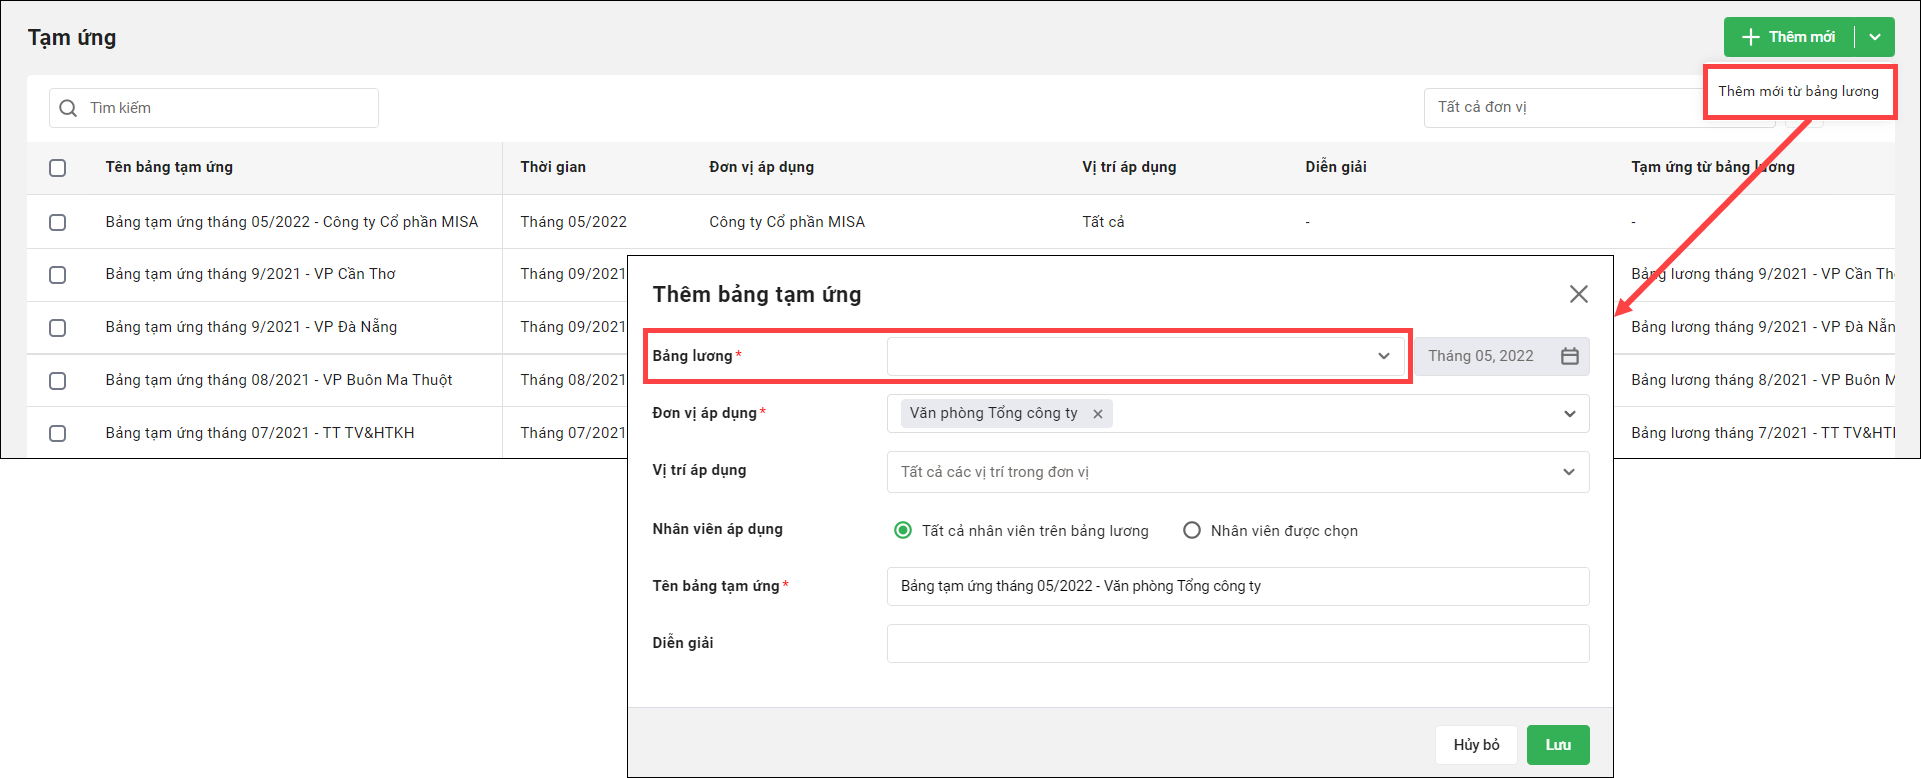 Tạm ứng
Thêm mới
Thêm mới từ bảng lương
Tìm kiếm
Tất cả đơn vị
Tên bảng tạm ứng Thời gian Đơn vị áp dụng Vị trí áp dụng Diễn giải Tạm ứng từ bảng lương
Bảng tạm ứng tháng 05/2022 - Công ty Cổ phần MISA Tháng 05/2022 Công ty Cổ phần MISA Tất cả - -
Bảng tạm ứng tháng 9/2021 - VP Cần Thơ Tháng 09/2021 Bảng lương tháng 9/2021 - VP Cần
Bảng tạm ứng tháng 9/2021 - VP Đà Nẵng Tháng 09/2021 Bảng lương tháng 9/2021 - VP Đà
Bảng tạm ứng tháng 08/2021 - VP Buôn Ma Thuột Tháng 08/2021 Bảng lương tháng 8/2021 - VP Buôn
Bảng tạm ứng tháng 07/2021 - TT TV&HTKH Tháng 07/2021 Bảng lương tháng 7/2021 - TT
Thêm bảng tạm ứng
Bảng lương * Tháng 05, 2022
Đơn vị áp dụng * Văn phòng Tổng công ty
Vị trí áp dụng Tất cả các vị trí trong đơn vị
Nhân viên áp dụng Tất cả nhân viên trên bảng lương Nhân viên được chọn
Tên bảng tạm ứng * Bảng tạm ứng tháng 05/2022 - Văn phòng Tổng công ty
Diễn giải
Hủy bỏ Lưu